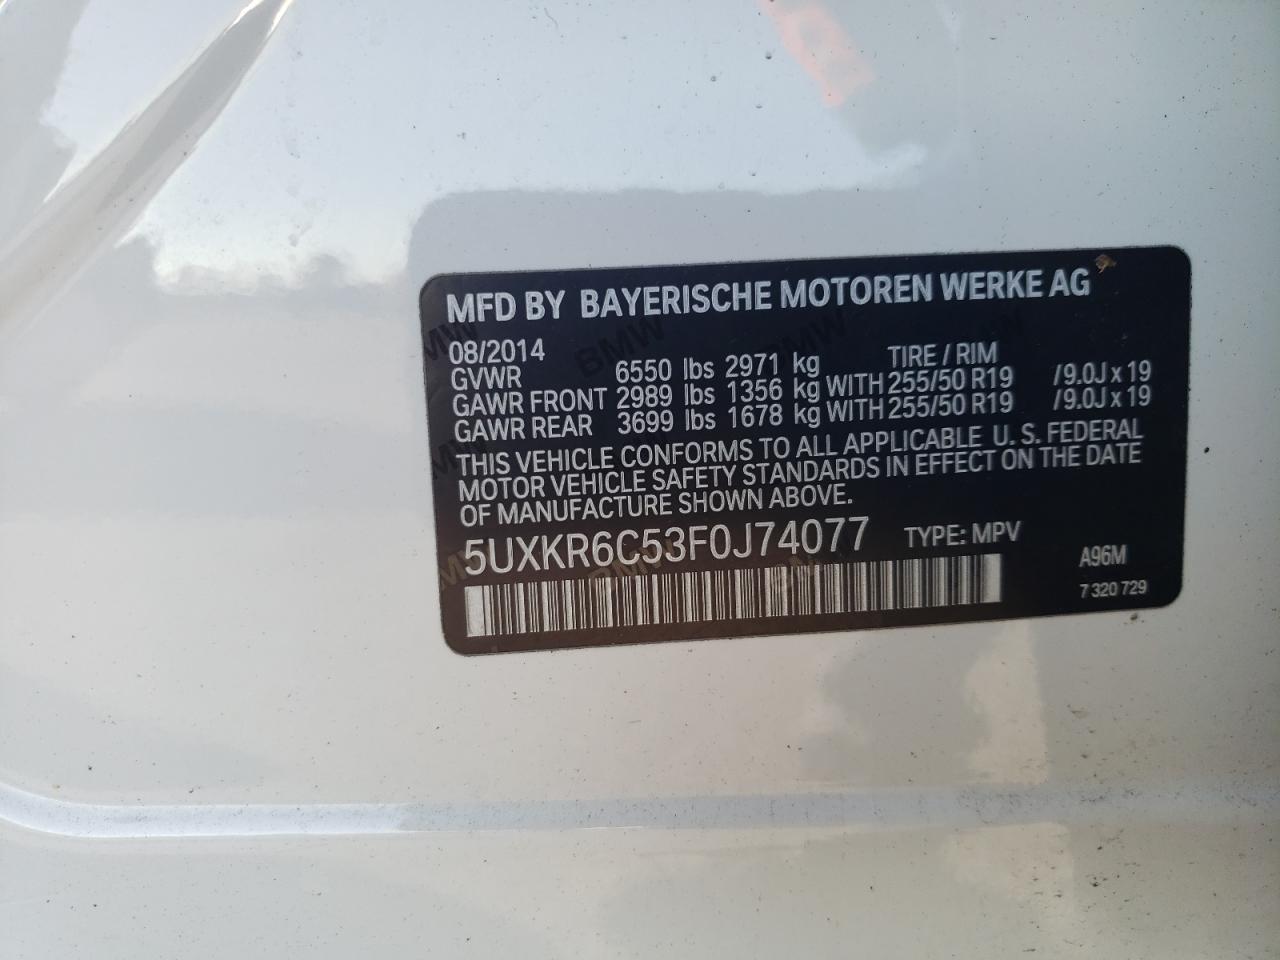 MFD BY BAYERISCHE MOTOREN WERKE AG
08/2014 TIRE / RIM
GVWR 6550 lbs 2971 kg
GAWR FRONT 2989 lbs 1356 kg WITH 255/50 R19 /9.0J x 19
GAWR REAR 3699 lbs 1678 kg WITH 255/50 R19 /9.0J x 19
THIS VEHICLE CONFORMS TO ALL APPLICABLE U. S. FEDERAL
MOTOR VEHICLE SAFETY STANDARDS IN EFFECT ON THE DATE
OF MANUFACTURE SHOWN ABOVE.
5UXKR6C53F0J74077 TYPE: MPV
A96M
7 320 729